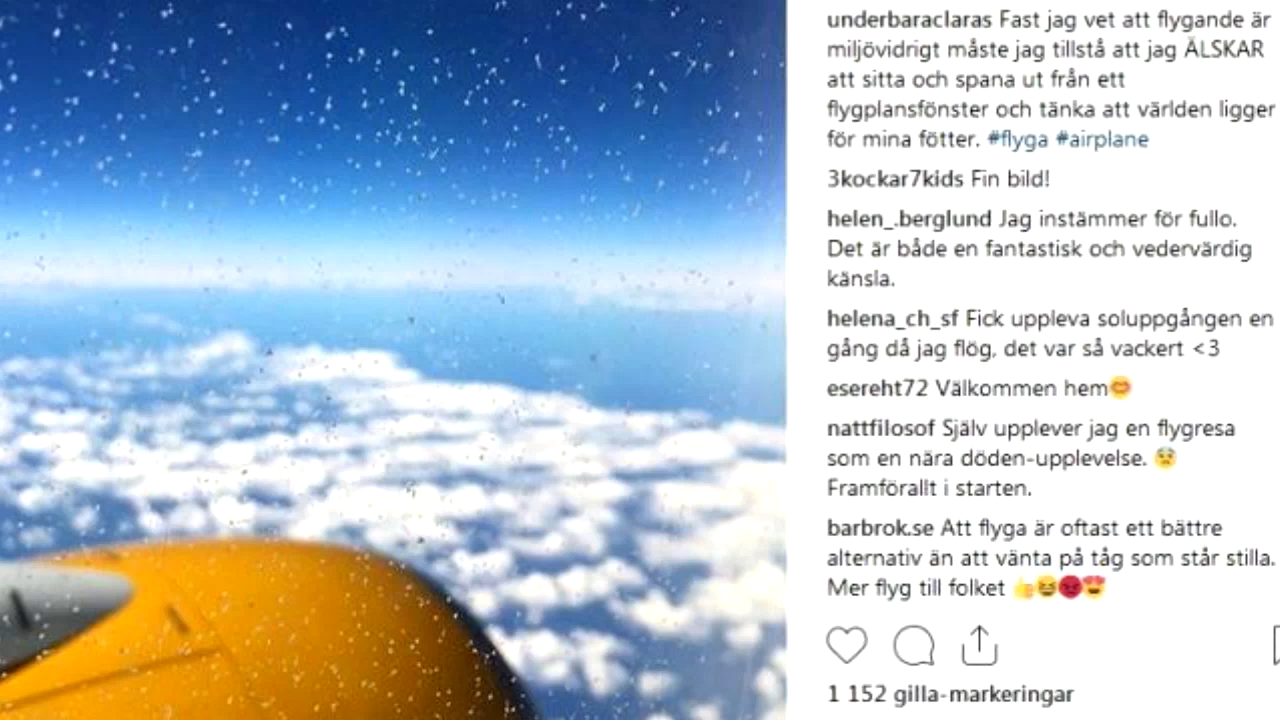 underbaraclaras Fast jag vet att flygande är
miljövidrigt måste jag tillstå att jag ÄLSKAR
att sitta och spana ut från ett
flygplansfönster och tänka att världen ligger
för mina fötter. #flyga #airplane
3kockar7kids Fin bild!
helen_.berglund Jag instämmer för fullo.
Det är både en fantastisk och vedervärdig
känsla.
helena_ch_sf Fick uppleva soluppgången en
gång då jag flög, det var så vackert <3
esereht72 Välkommen hem😊
nattfilosof Själv upplever jag en flygresa
som en nära döden-upplevelse. 😟
Framförallt i starten.
barbrok.se Att flyga är oftast ett bättre
alternativ än att vänta på tåg som står stilla.
Mer flyg till folket 👍😆😡😍
1 152 gilla-markeringar